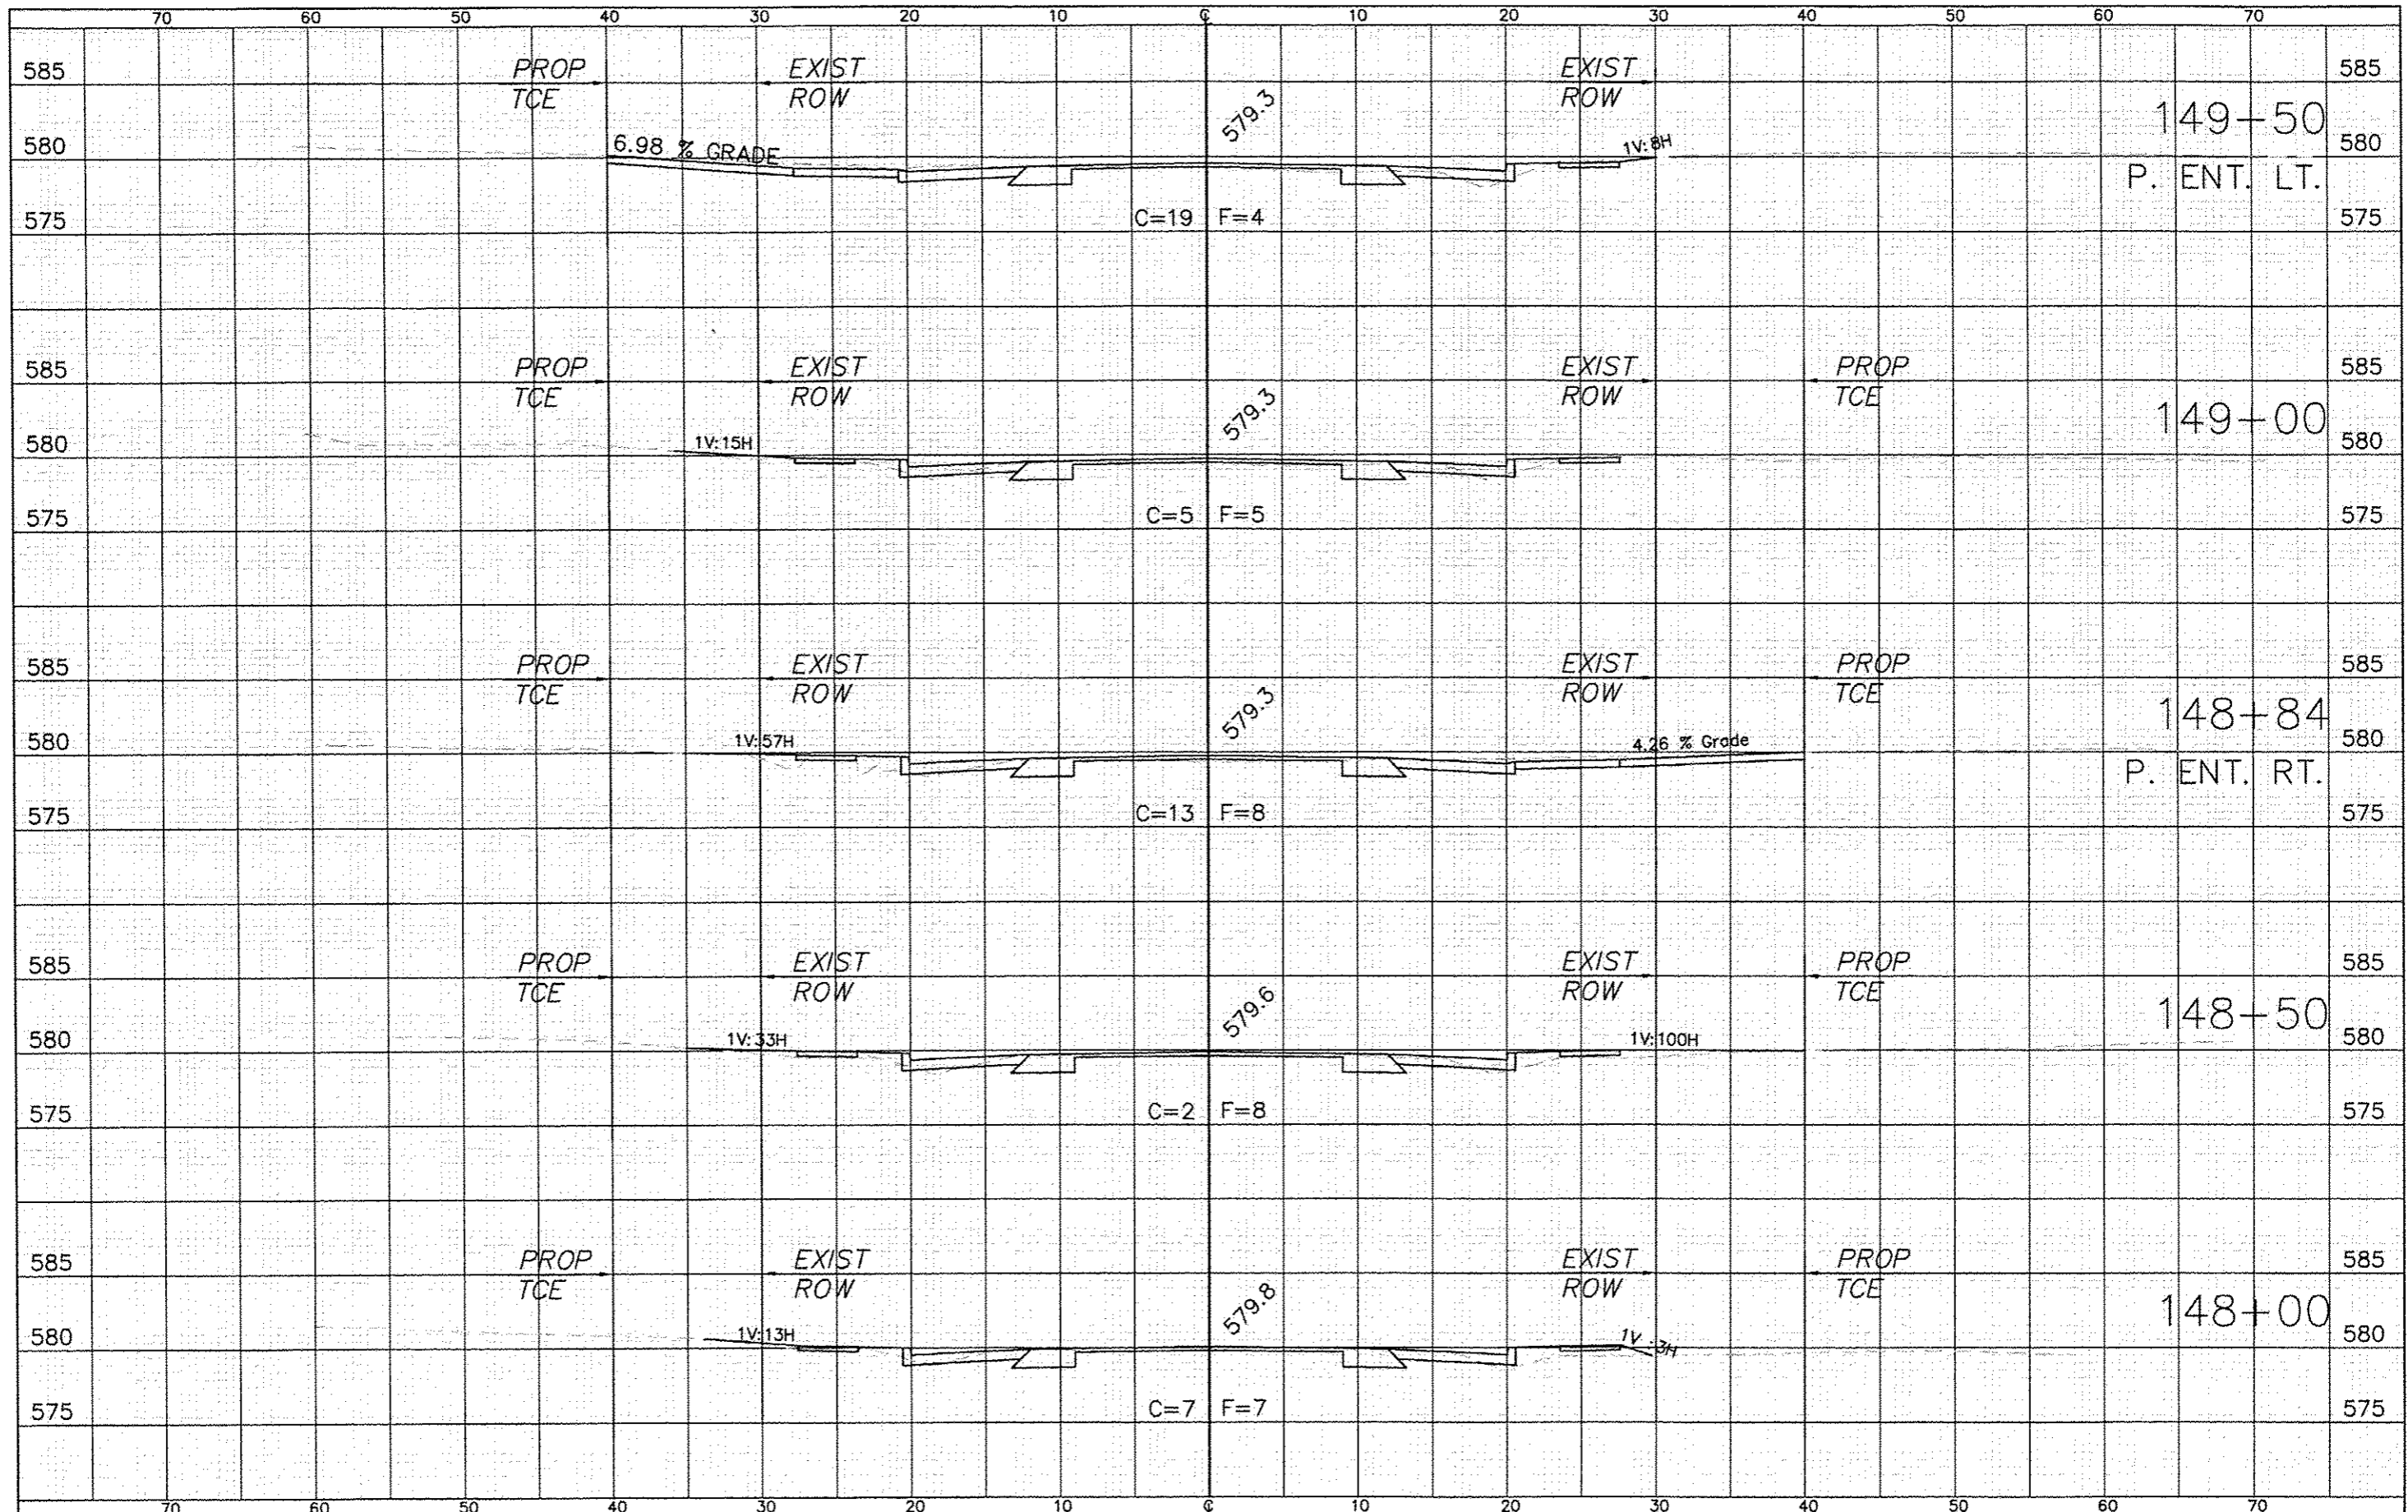 70 60 50 40 30 20 10 ℄ 10 20 30 40 50 60 70
585 PROP EXIST EXIST 585
TCE ROW ROW
579.3 149+50
580 6.98 % GRADE 1V:8H 580
P. ENT. LT.
575 C=19 F=4 575
585 PROP EXIST EXIST PROP 585
TCE ROW ROW TCE
579.3 149+00
580 1V:15H 580
575 C=5 F=5 575
585 PROP EXIST EXIST PROP 585
TCE ROW ROW TCE
579.3 148+84
580 1V:57H 4.26 % Grade 580
P. ENT. RT.
575 C=13 F=8 575
585 PROP EXIST EXIST PROP 585
TCE ROW ROW TCE
579.6 148+50
580 1V:33H 1V:100H 580
575 C=2 F=8 575
585 PROP EXIST EXIST PROP 585
TCE ROW ROW TCE
579.8 148+00
580 1V:13H 1V:3H 580
575 C=7 F=7 575
70 60 50 40 30 20 10 ℄ 10 20 30 40 50 60 70